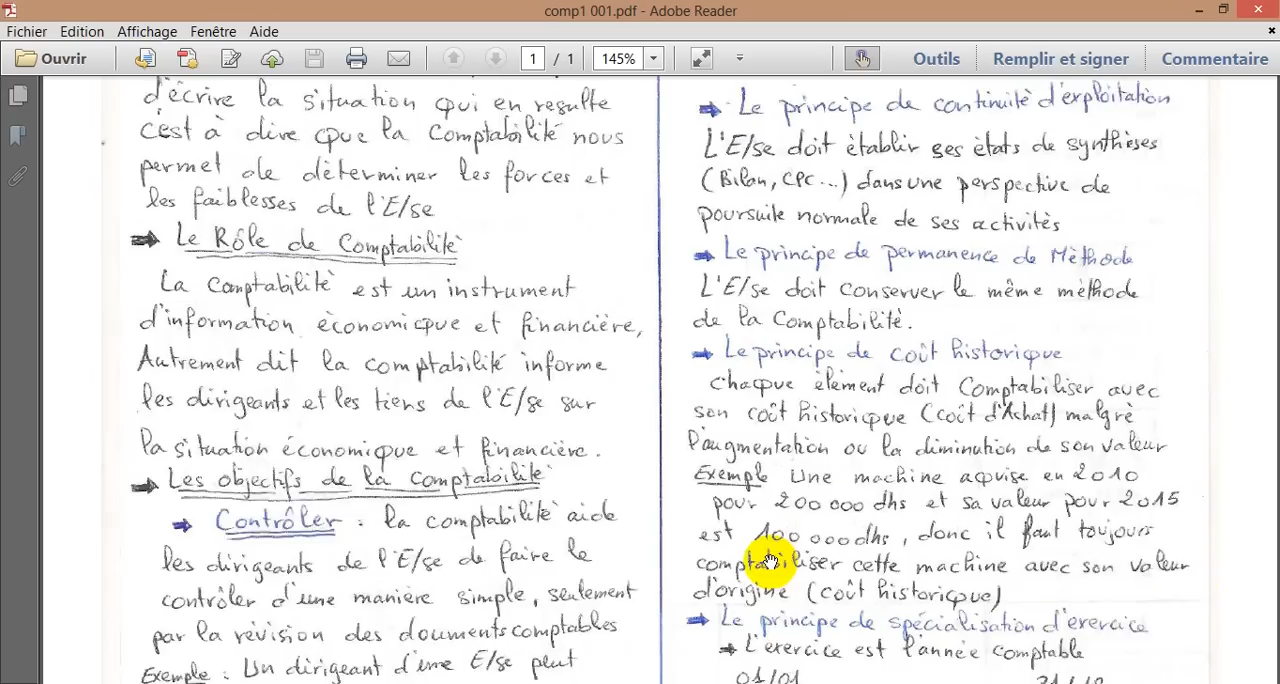 comp1 001.pdf - Adobe Reader
Fichier Edition Affichage Fenêtre Aide
Ouvrir 1 / 1 145% Outils Remplir et signer Commentaire
d'écrire la situation qui en resulte
c'est à dire que la comptabilité nous
permet de déterminer les forces et
les faiblesses de l'E/se
Le Rôle de Comptabilité
La comptabilité est un instrument
d'information économique et financière,
Autrement dit la comptabilité informe
les dirigeants et les tiens de l'E/se sur
la situation économique et financière.
Les objectifs de la comptabilité
Contrôler : la comptabilité aide
les dirigeants de l'E/se de faire le
contrôler d'une manière simple, seulement
par la révision des documents comptables
Exemple : Un dirigeant d'une E/se peut
Le principe de continuité d'exploitation
L'E/se doit établir ses états de synthèses
(Bilan, CPC...) dans une perspective de
poursuite normale de ses activités
Le principe de permanence de Méthode
L'E/se doit conserver le même méthode
de la Comptabilité.
Le principe de coût historique
chaque élément doit Comptabiliser avec
son coût historique (coît d'Achat) malgré
l'augmentation ou la diminution de son valeur
Exemple Une machine aquise en 2010
pour 200 000 dhs et sa valeur pour 2015
est 100 000 dhs, donc il faut toujours
comptabiliser cette machine avec son valeur
d'origine (coût historique)
Le principe de spécialisation d'exercice
L'exercice est l'année comptable
01/01 31/12